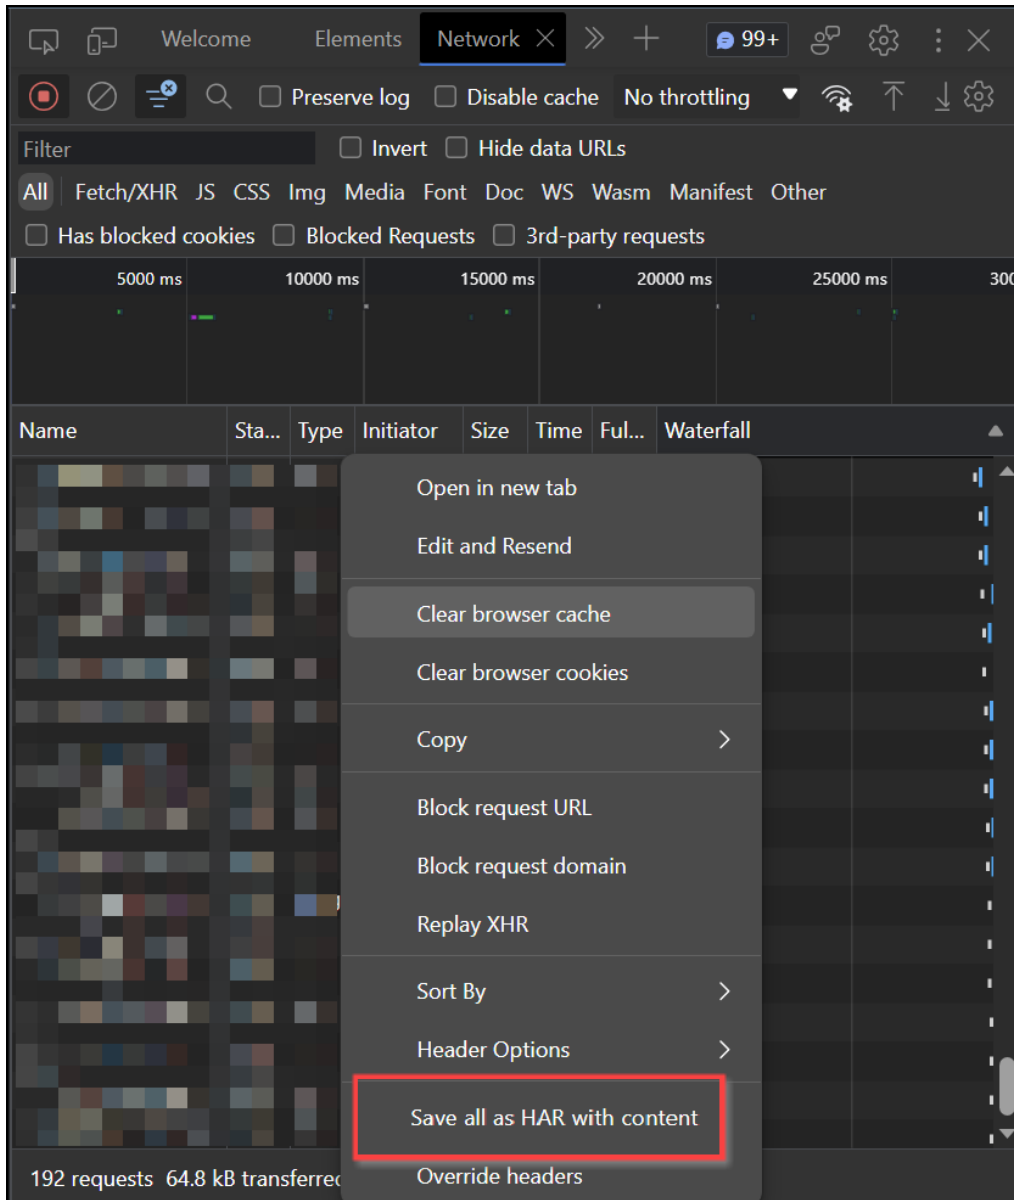 Welcome Elements Network 99+
Preserve log Disable cache No throttling
Filter Invert Hide data URLs
All Fetch/XHR JS CSS Img Media Font Doc WS Wasm Manifest Other
Has blocked cookies Blocked Requests 3rd-party requests
5000 ms 10000 ms 15000 ms 20000 ms 25000 ms
Name Sta... Type Initiator Size Time Ful... Waterfall
Open in new tab
Edit and Resend
Clear browser cache
Clear browser cookies
Copy
Block request URL
Block request domain
Replay XHR
Sort By
Header Options
Save all as HAR with content
192 requests 64.8 kB transferred Override headers